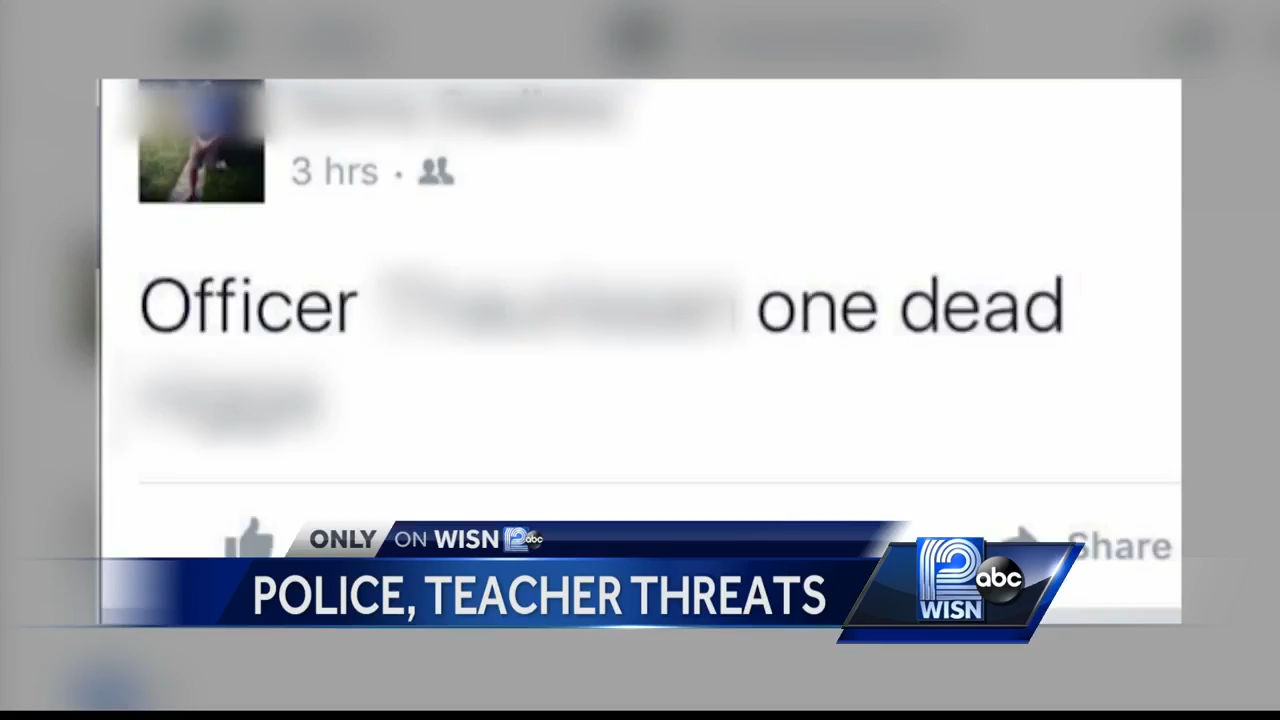 3 hrs ·
Officer one dead
ONLY ON WISN 12 abc
Share
POLICE, TEACHER THREATS
12 abc
WISN